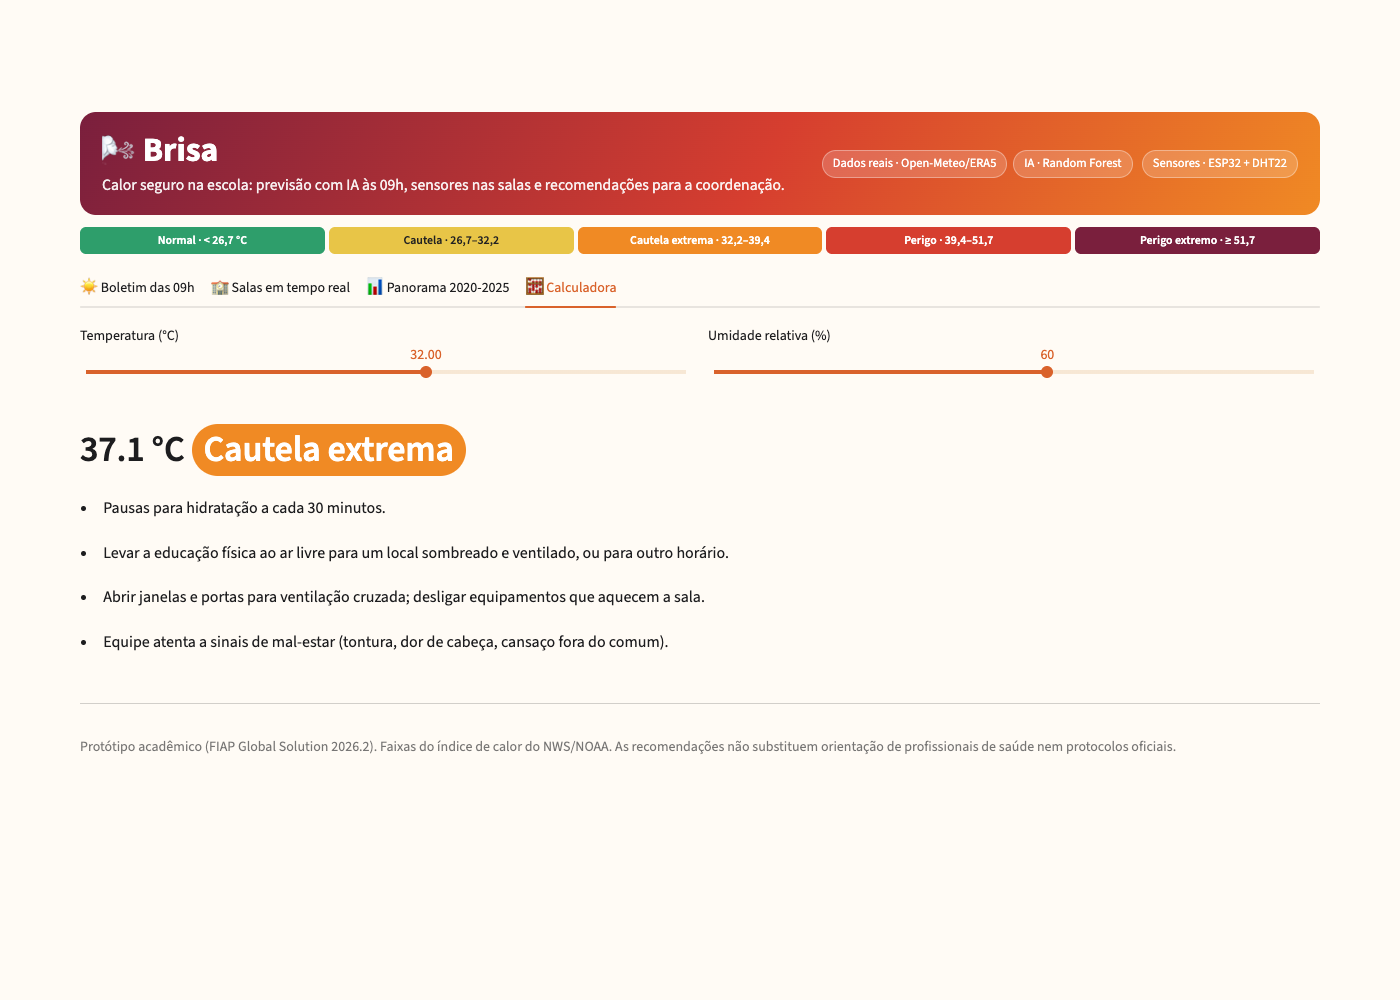 Brisa
Calor seguro na escola: previsão com IA às 09h, sensores nas salas e recomendações para a coordenação.
Dados reais · Open-Meteo/ERA5
IA · Random Forest
Sensores · ESP32 + DHT22
Normal · < 26,7 °C
Cautela · 26,7–32,2
Cautela extrema · 32,2–39,4
Perigo · 39,4–51,7
Perigo extremo · ≥ 51,7
Boletim das 09h
Salas em tempo real
Panorama 2020-2025
Calculadora
Temperatura (°C)
32.00
Umidade relativa (%)
60
37.1 °C Cautela extrema
• Pausas para hidratação a cada 30 minutos.
• Levar a educação física ao ar livre para um local sombreado e ventilado, ou para outro horário.
• Abrir janelas e portas para ventilação cruzada; desligar equipamentos que aquecem a sala.
• Equipe atenta a sinais de mal-estar (tontura, dor de cabeça, cansaço fora do comum).
Protótipo acadêmico (FIAP Global Solution 2026.2). Faixas do índice de calor do NWS/NOAA. As recomendações não substituem orientação de profissionais de saúde nem protocolos oficiais.